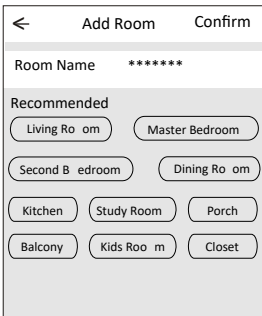 Add Room Confirm
Room Name *******
Recommended
Living Ro om Master Bedroom
Second B edroom Dining Ro om
Kitchen Study Room Porch
Balcony Kids Roo m Closet